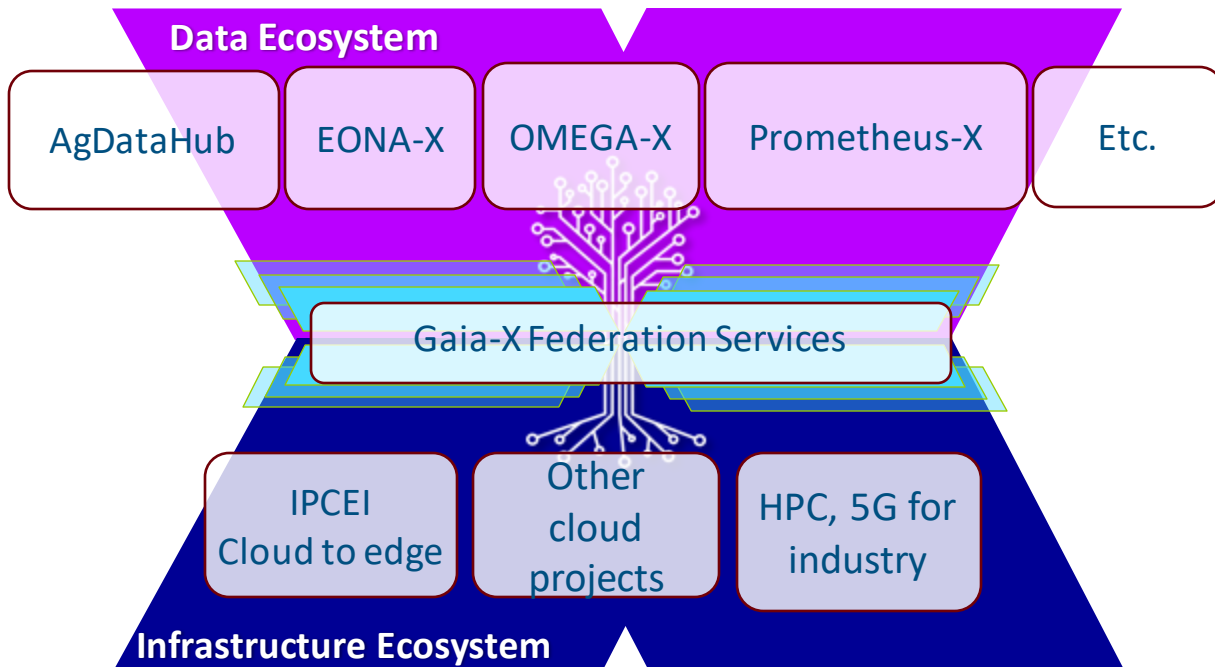 Data Ecosystem
AgDataHub
EONA-X
OMEGA-X
Prometheus-X
Etc.
Gaia-X Federation Services
IPCEI
Cloud to edge
Other
cloud
projects
HPC, 5G for
industry
Infrastructure Ecosystem